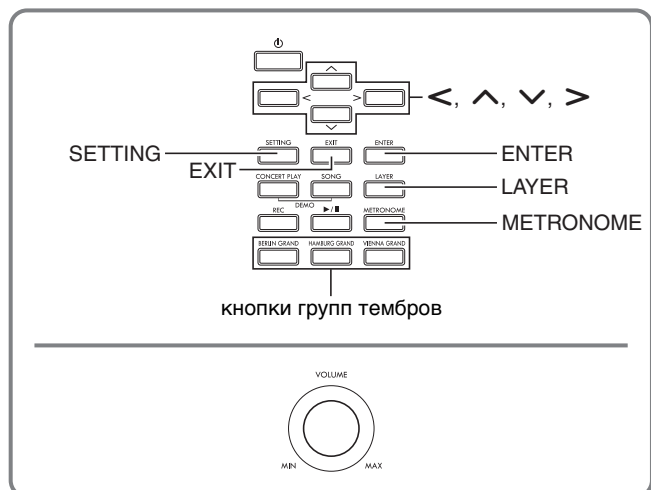 <, ∧, ∨, >
< >
SETTING EXIT ENTER
SETTING
EXIT
ENTER
CONCERT PLAY SONG LAYER
LAYER
DEMO
REC ▶/■ METRONOME
METRONOME
BERLIN GRAND HAMBURG GRAND VIENNA GRAND
кнопки групп тембров
VOLUME
MIN MAX